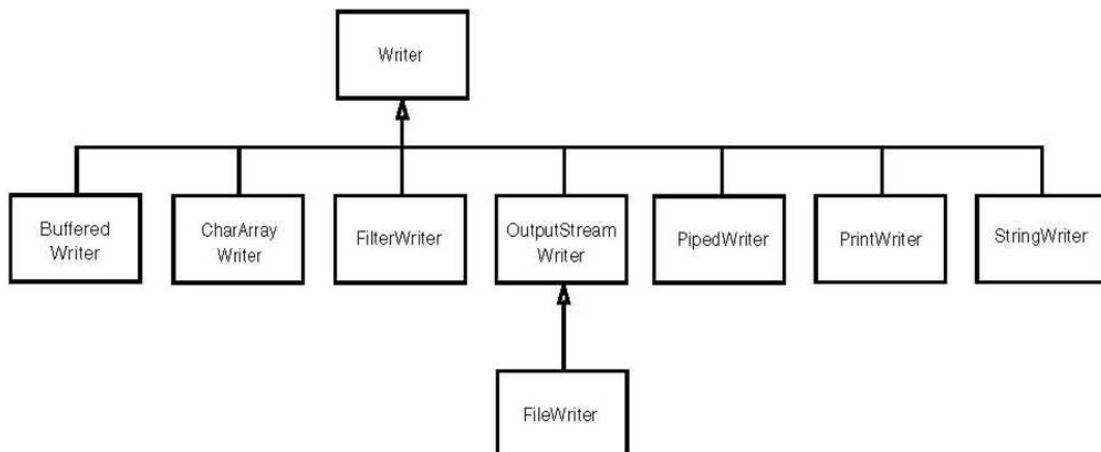 Writer
Buffered
Writer
CharArray
Writer
FilterWriter
OutputStream
Writer
PipedWriter
PrintWriter
StringWriter
FileWriter